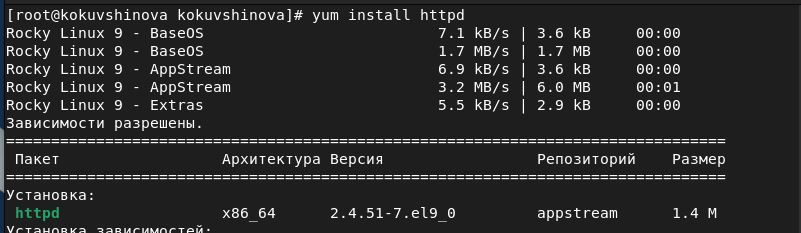 [root@kokuvshinova kokuvshinova]# yum install httpd
Rocky Linux 9 - BaseOS                          7.1 kB/s | 3.6 kB     00:00
Rocky Linux 9 - BaseOS                          1.7 MB/s | 1.7 MB     00:00
Rocky Linux 9 - AppStream                       6.9 kB/s | 3.6 kB     00:00
Rocky Linux 9 - AppStream                       3.2 MB/s | 6.0 MB     00:01
Rocky Linux 9 - Extras                          5.5 kB/s | 2.9 kB     00:00
Зависимости разрешены.
================================================================================
 Пакет                  Архитектура Версия                 Репозиторий    Размер
================================================================================
Установка:
 httpd                  x86_64      2.4.51-7.el9_0         appstream      1.4 M
Установка зависимостей: